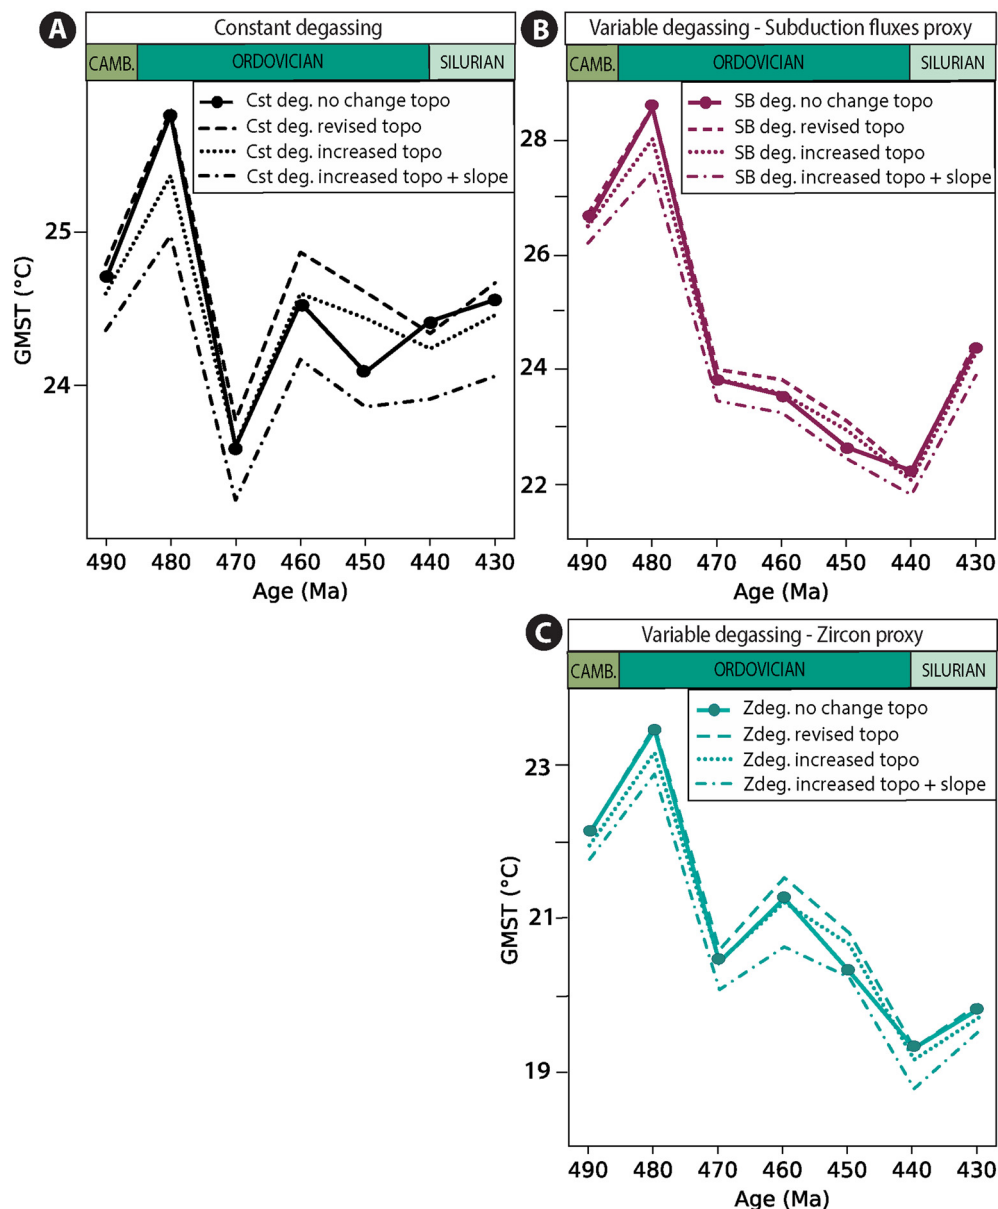 A
Constant degassing
CAMB.
ORDOVICIAN
SILURIAN
Cst deg. no change topo
Cst deg. revised topo
Cst deg. increased topo
Cst deg. increased topo + slope
25
24
GMST (°C)
490 480 470 460 450 440 430
Age (Ma)
B
Variable degassing - Subduction fluxes proxy
CAMB.
ORDOVICIAN
SILURIAN
SB deg. no change topo
SB deg. revised topo
SB deg. increased topo
SB deg. increased topo + slope
28
26
24
22
490 480 470 460 450 440 430
Age (Ma)
C
Variable degassing - Zircon proxy
CAMB.
ORDOVICIAN
SILURIAN
Zdeg. no change topo
Zdeg. revised topo
Zdeg. increased topo
Zdeg. increased topo + slope
23
21
19
GMST (°C)
490 480 470 460 450 440 430
Age (Ma)